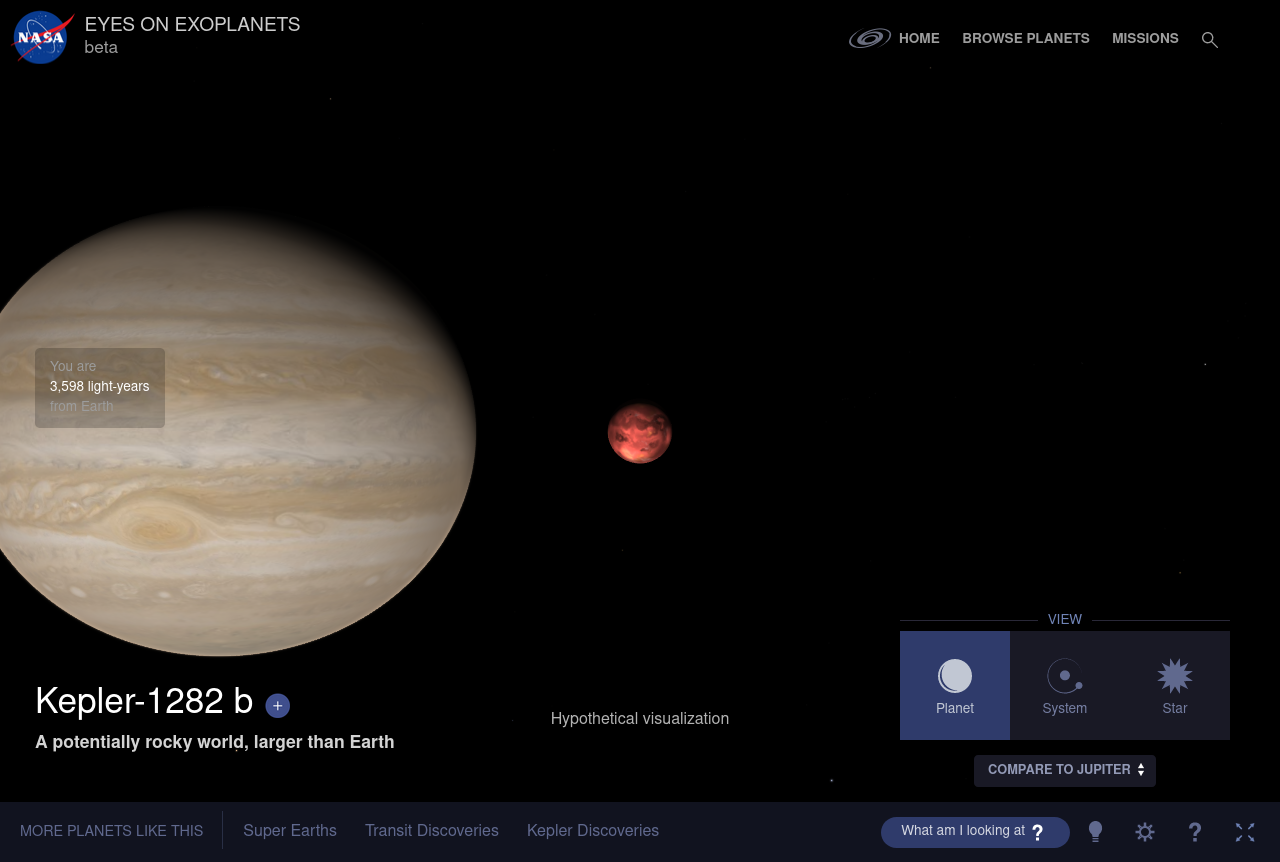 NASA
EYES ON EXOPLANETS
beta
HOME
BROWSE PLANETS
MISSIONS
You are
3,598 light-years
from Earth
Kepler-1282 b
+
A potentially rocky world, larger than Earth
Hypothetical visualization
VIEW
Planet
System
Star
COMPARE TO JUPITER
MORE PLANETS LIKE THIS
Super Earths
Transit Discoveries
Kepler Discoveries
What am I looking at ?
?